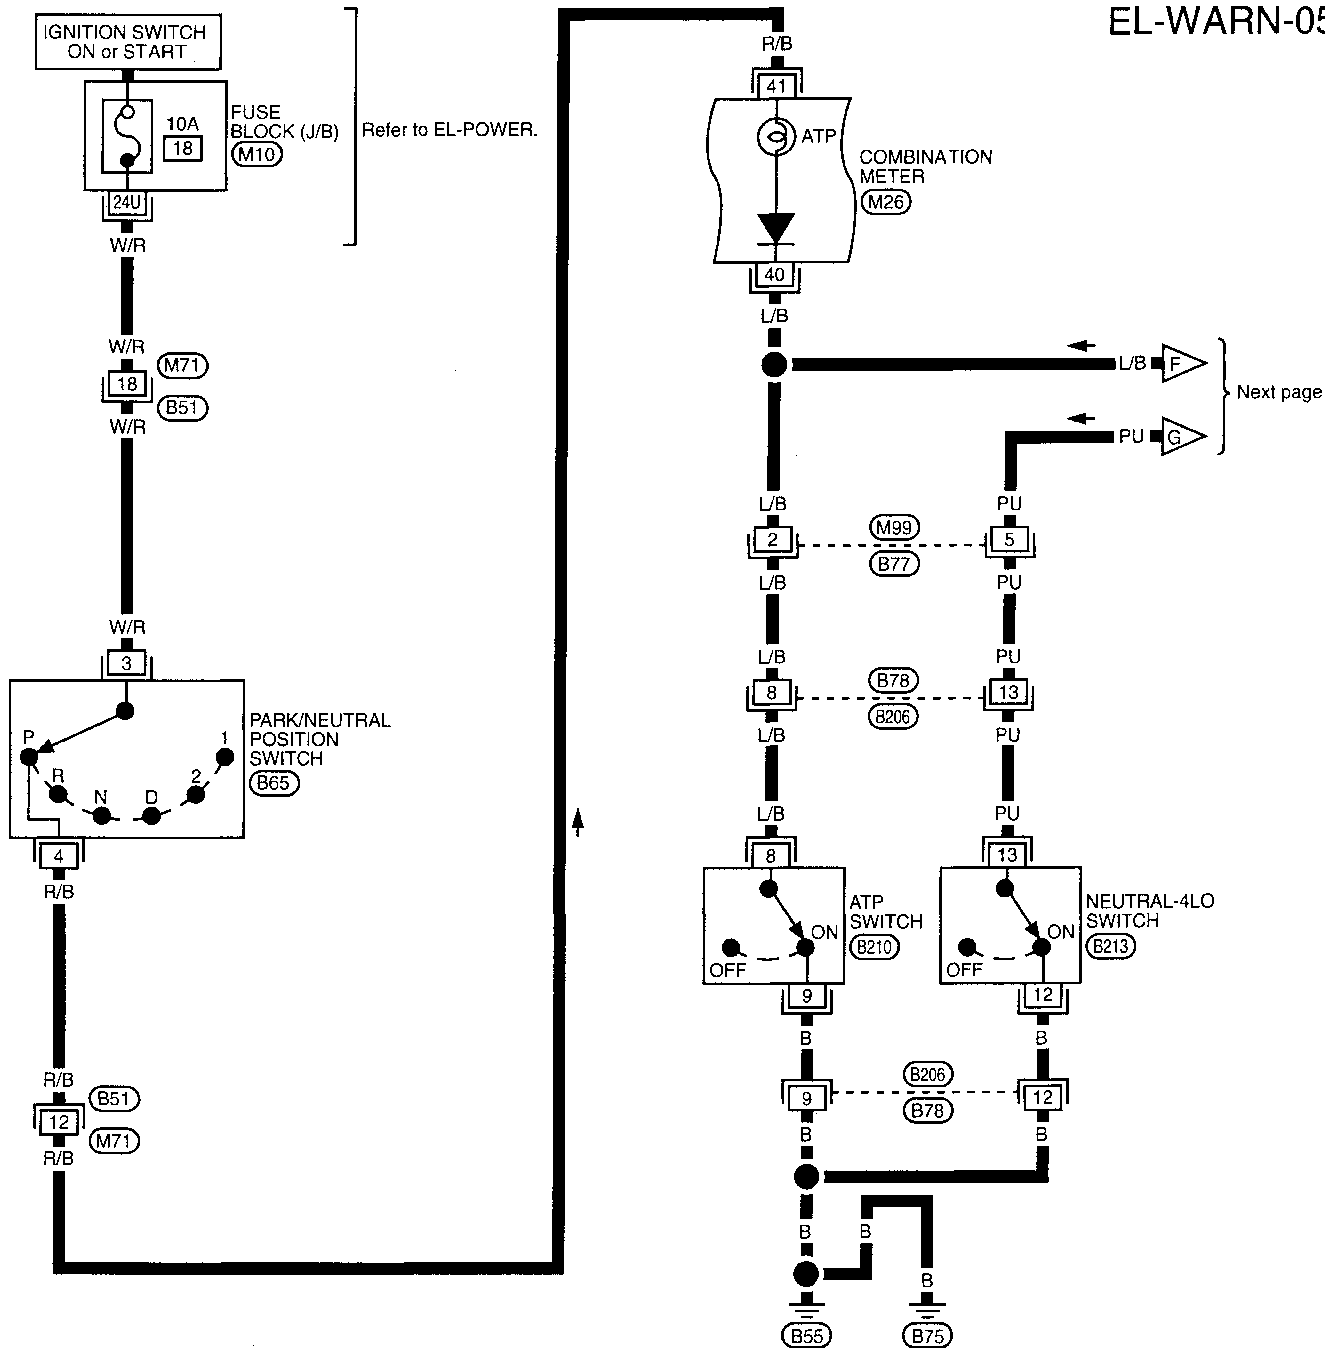 EL-WARN-05
IGNITION SWITCH
ON or START
10A
18
FUSE
BLOCK (J/B)
M10
Refer to EL-POWER.
24U
W/R
W/R
18
M71
B51
W/R
W/R
3
P
R
N
D
2
1
PARK/NEUTRAL
POSITION
SWITCH
B65
4
R/B
R/B
12
B51
M71
R/B
R/B
41
ATP
COMBINATION
METER
M26
40
L/B
L/B
F
PU
G
Next page
L/B
PU
2
M99
B77
5
L/B
PU
L/B
PU
8
B78
B206
13
L/B
PU
L/B
PU
8
13
ATP
SWITCH
B210
ON
OFF
NEUTRAL-4LO
SWITCH
B213
ON
OFF
9
12
B
B
9
B206
B78
12
B
B
B
B
B
B55
B75